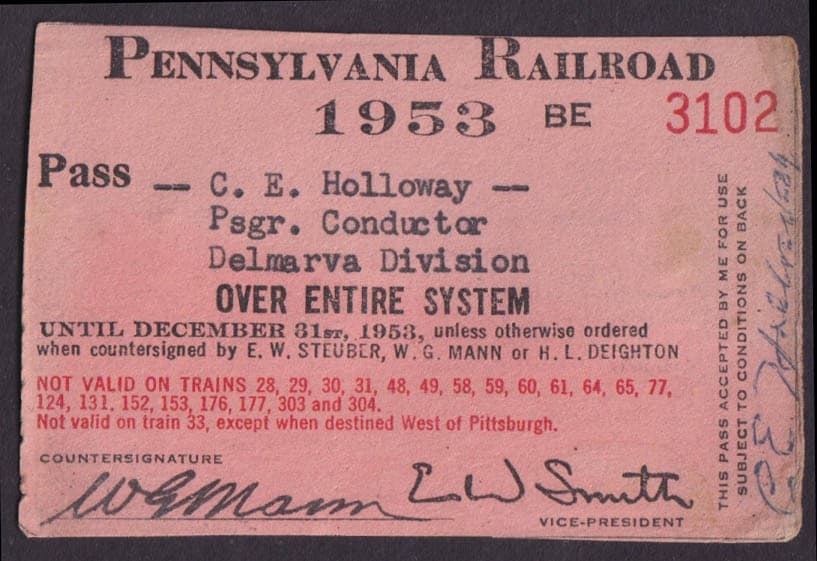 PENNSYLVANIA RAILROAD
1953 BE 3102
Pass -- C. E. Holloway --
Psgr. Conductor
Delmarva Division
OVER ENTIRE SYSTEM
UNTIL DECEMBER 31ST, 1953, unless otherwise ordered
when countersigned by E. W. STEUBER, W. G. MANN or H. L. DEIGHTON
NOT VALID ON TRAINS 28, 29, 30, 31, 48, 49, 58, 59, 60, 61, 64, 65, 77,
124, 131, 152, 153, 176, 177, 303 and 304.
Not valid on train 33, except when destined West of Pittsburgh.
COUNTERSIGNATURE
W G Mann
E W Smith
VICE-PRESIDENT
THIS PASS ACCEPTED BY ME FOR USE
SUBJECT TO CONDITIONS ON BACK
C E Holloway